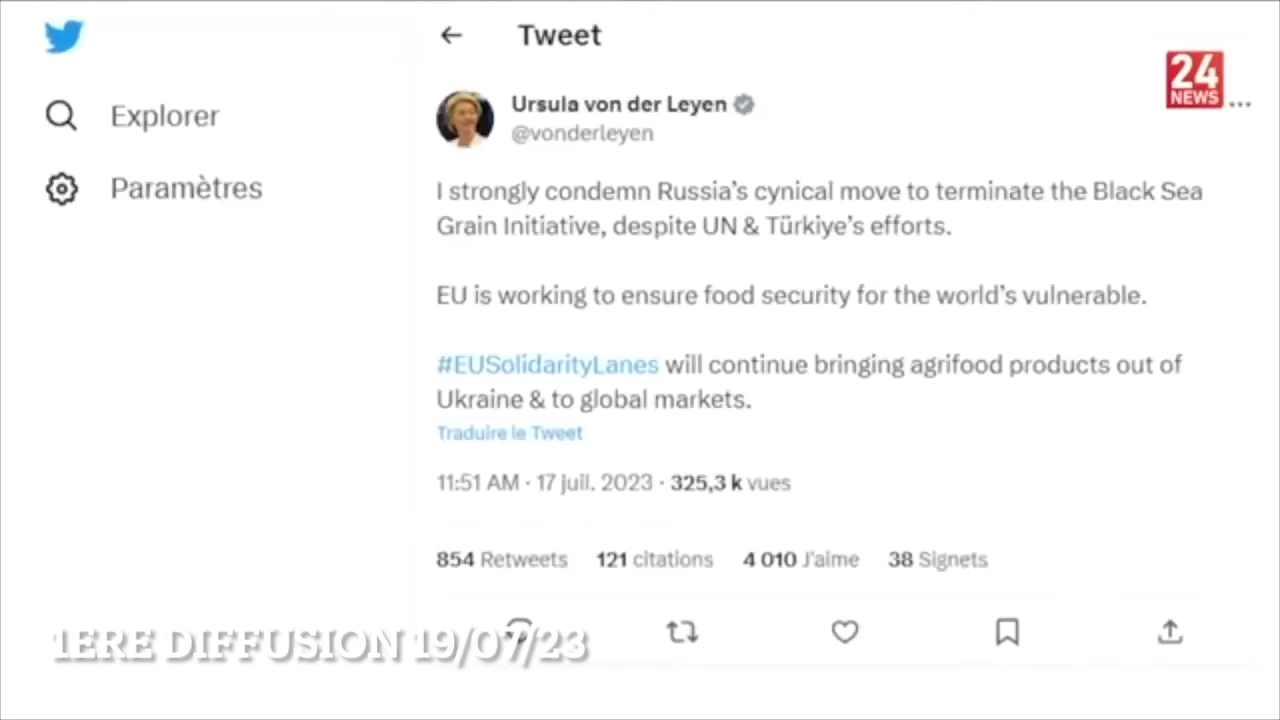 Tweet
24
NEWS
Explorer
Paramètres
Ursula von der Leyen
@vonderleyen
I strongly condemn Russia’s cynical move to terminate the Black Sea
Grain Initiative, despite UN & Türkiye’s efforts.
EU is working to ensure food security for the world’s vulnerable.
#EUSolidarityLanes will continue bringing agrifood products out of
Ukraine & to global markets.
Traduire le Tweet
11:51 AM · 17 juil. 2023 · 325,3 k vues
854 Retweets 121 citations 4 010 J'aime 38 Signets
1ERE DIFFUSION 19/07/23